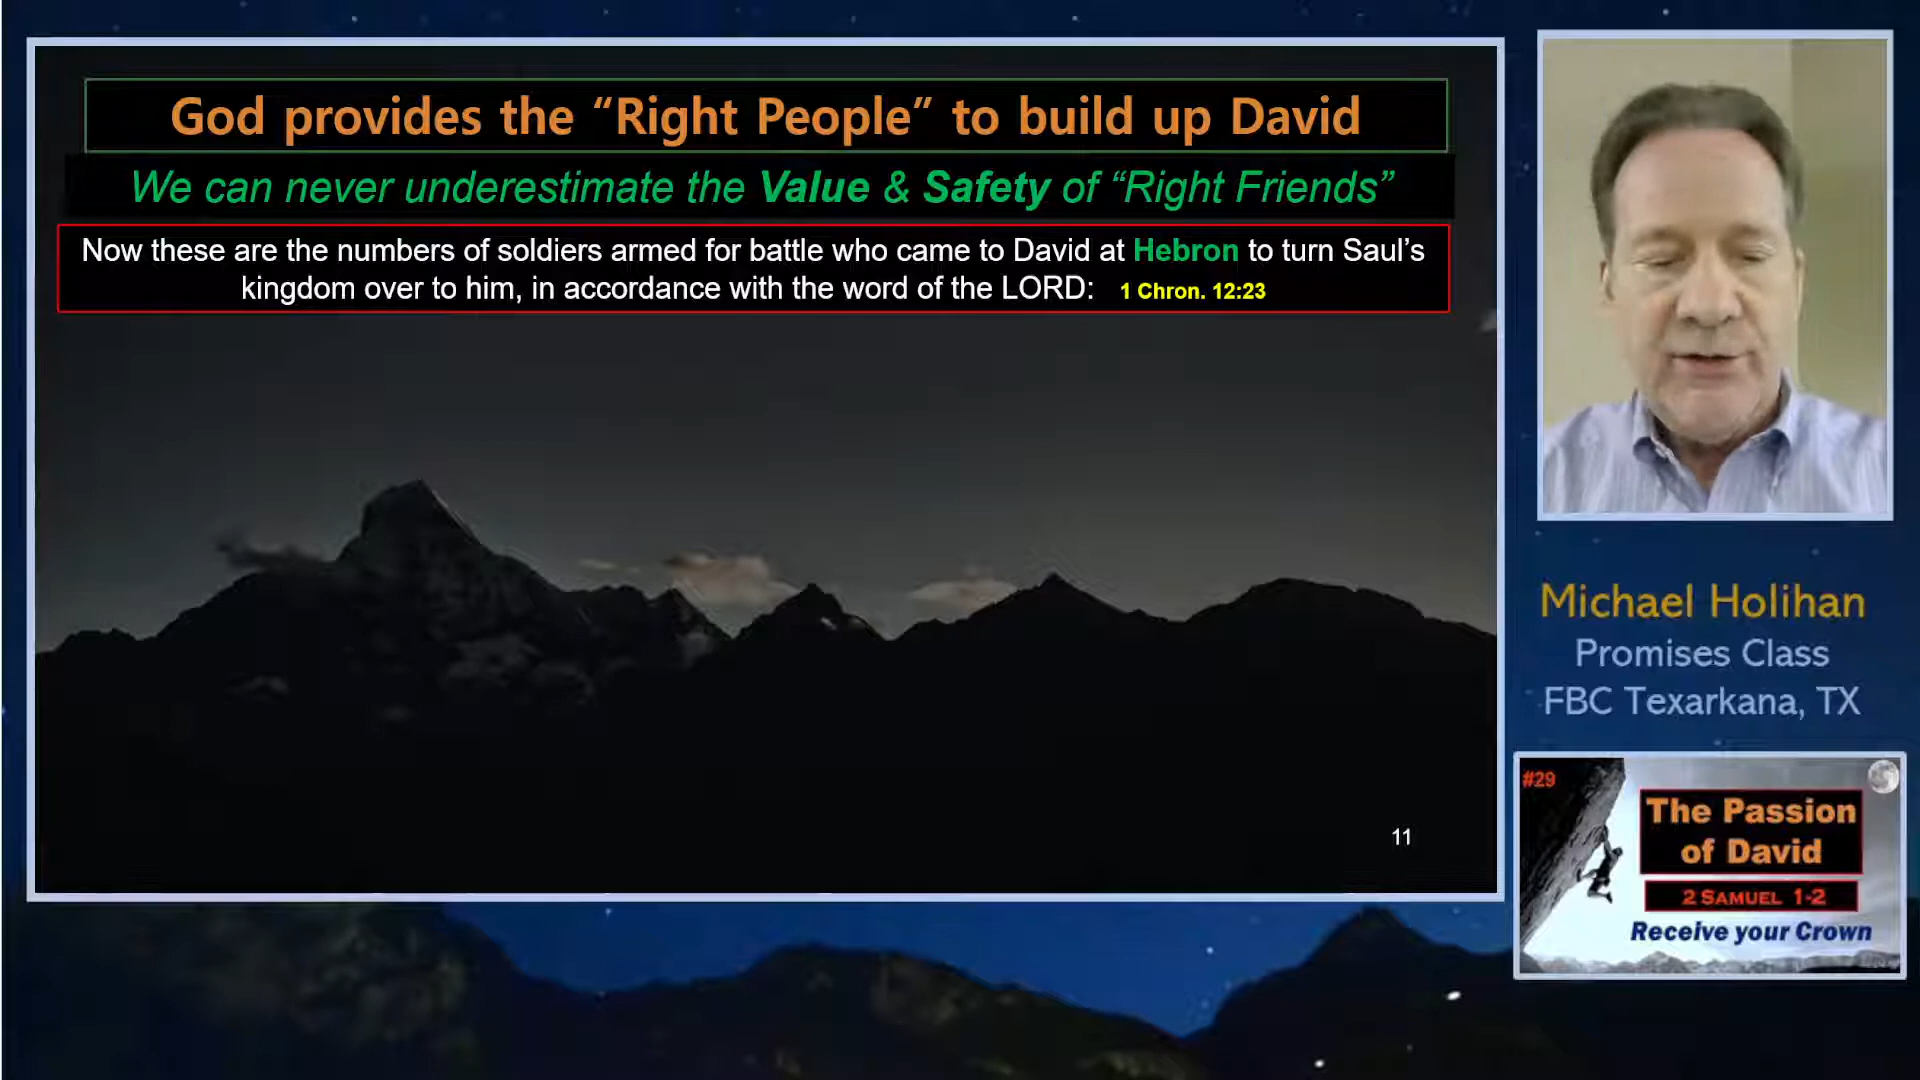 God provides the “Right People” to build up David
We can never underestimate the Value & Safety of “Right Friends”
Now these are the numbers of soldiers armed for battle who came to David at Hebron to turn Saul’s
kingdom over to him, in accordance with the word of the LORD: 1 Chron. 12:23
11
Michael Holihan
Promises Class
FBC Texarkana, TX
#29
The Passion
of David
2 SAMUEL 1-2
Receive your Crown